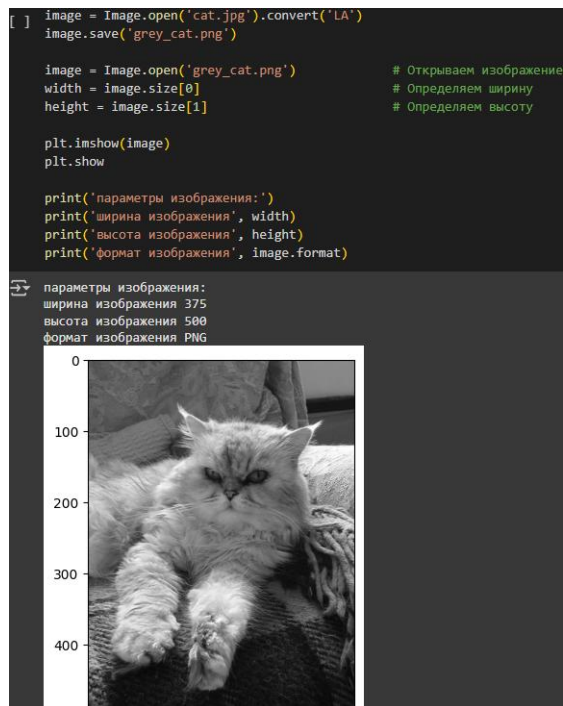 [ ] image = Image.open('cat.jpg').convert('LA')
image.save('grey_cat.png')
image = Image.open('grey_cat.png') # Открываем изображение
width = image.size[0] # Определяем ширину
height = image.size[1] # Определяем высоту
plt.imshow(image)
plt.show
print('параметры изображения:')
print('ширина изображения', width)
print('высота изображения', height)
print('формат изображения', image.format)
параметры изображения:
ширина изображения 375
высота изображения 500
формат изображения PNG
0
100
200
300
400